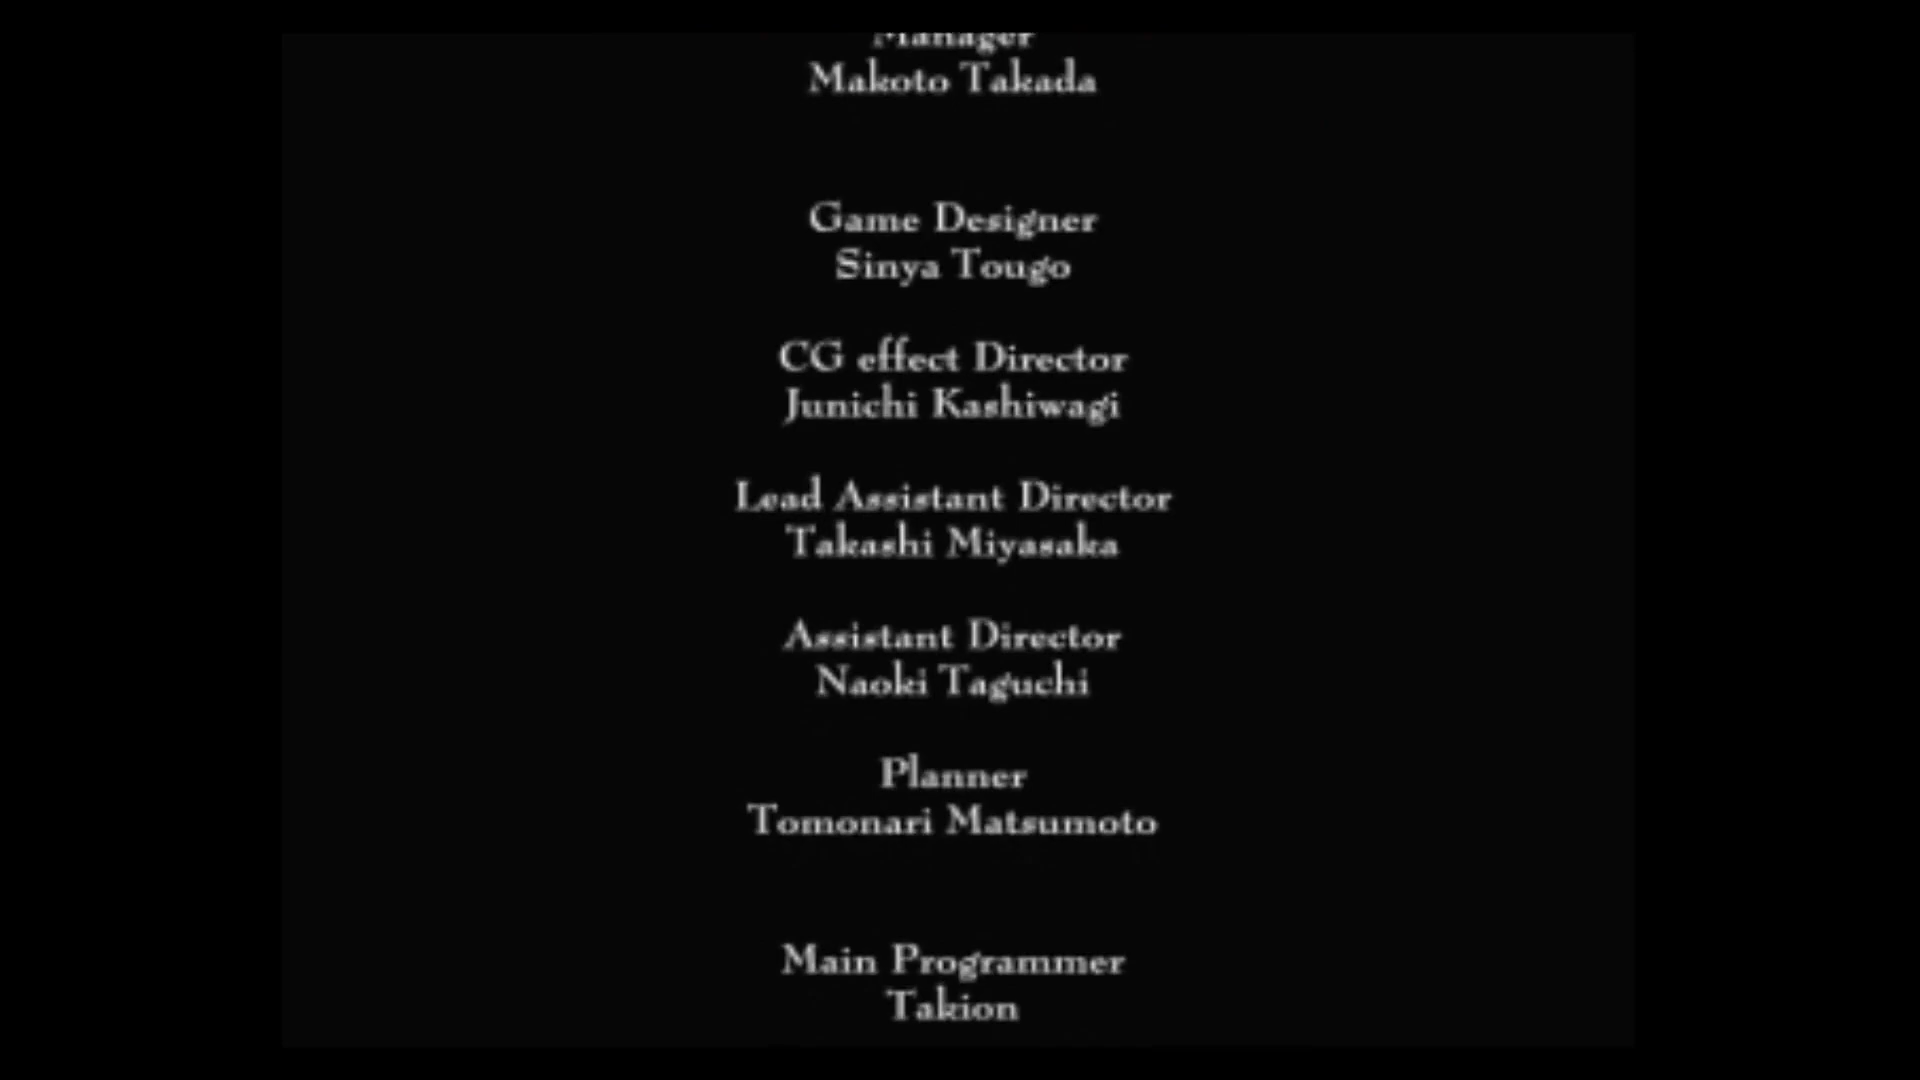 Manager
Makoto Takada
Game Designer
Sinya Tougo
CG effect Director
Junichi Kashiwagi
Lead Assistant Director
Takashi Miyasaka
Assistant Director
Naoki Taguchi
Planner
Tomonari Matsumoto
Main Programmer
Takion